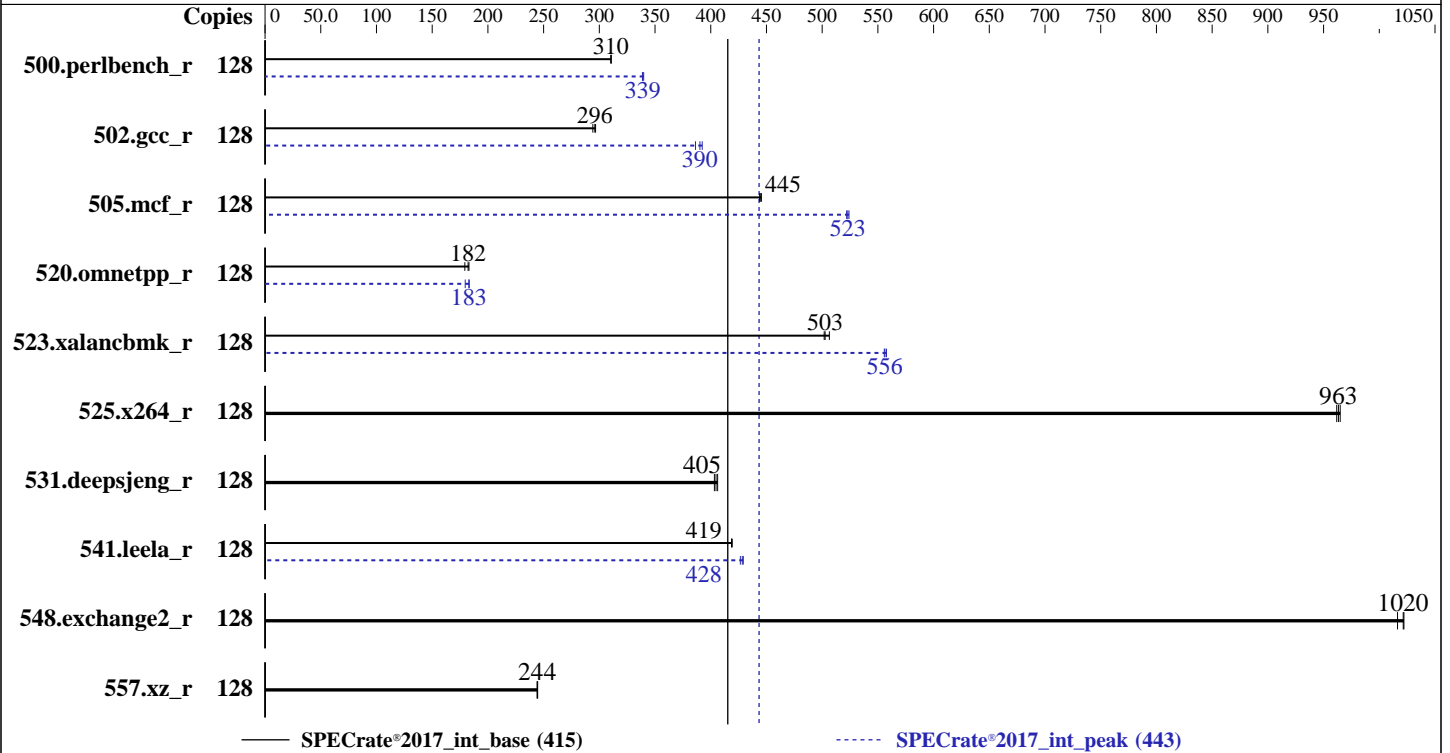 Copies 0 50.0 100 150 200 250 300 350 400 450 500 550 600 650 700 750 800 850 900 950 1050
310
500.perlbench_r 128
339
296
502.gcc_r 128
390
445
505.mcf_r 128
523
182
520.omnetpp_r 128
183
503
523.xalancbmk_r 128
556
963
525.x264_r 128
405
531.deepsjeng_r 128
419
541.leela_r 128
428
1020
548.exchange2_r 128
244
557.xz_r 128
SPECrate®2017_int_base (415) SPECrate®2017_int_peak (443)